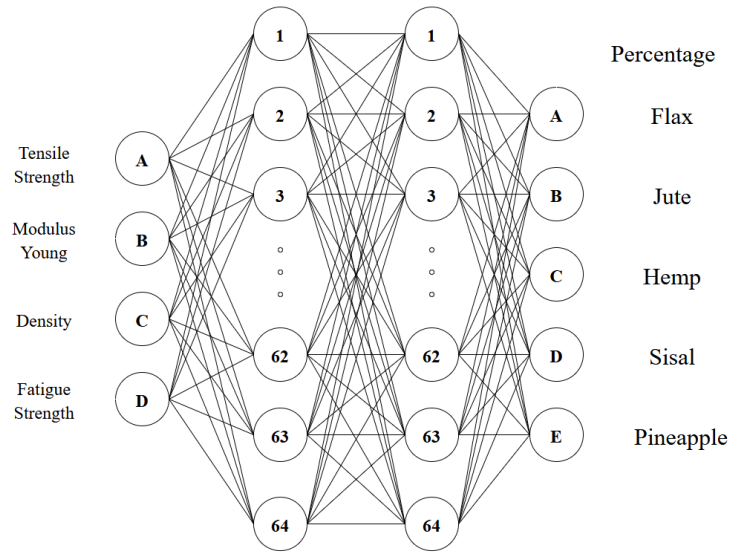 Tensile
Strength
Modulus
Young
Density
Fatigue
Strength
A
B
C
D
1
2
3
62
63
64
1
2
3
62
63
64
A
B
C
D
E
Percentage
Flax
Jute
Hemp
Sisal
Pineapple